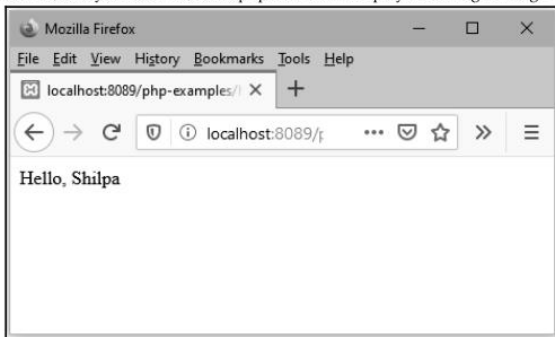 Mozilla Firefox
File Edit View History Bookmarks Tools Help
localhost:8089/php-examples/
localhost:8089/p
Hello, Shilpa